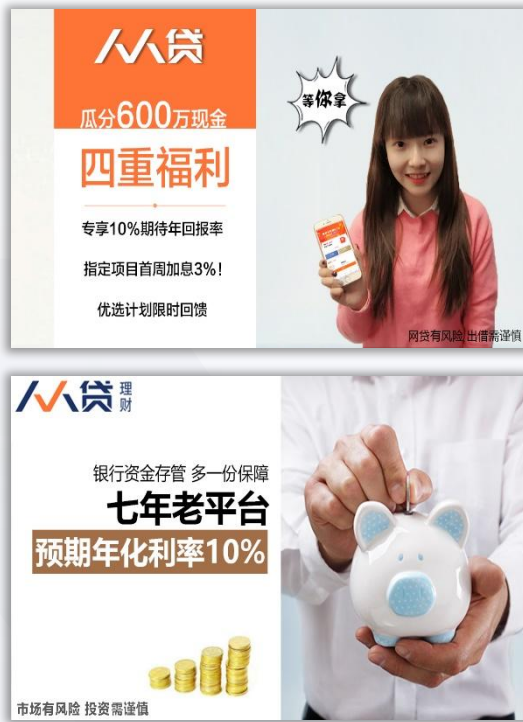 人人贷
瓜分600万现金
四重福利
专享10%期待年回报率
指定项目首周加息3%!
优选计划限时回馈
等你拿
网贷有风险 出借需谨慎
人人贷 理财
银行资金存管 多一份保障
七年老平台
预期年化利率10%
市场有风险 投资需谨慎